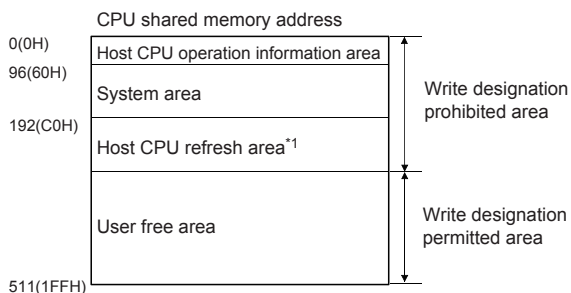 CPU shared memory address
0(0H)
Host CPU operation information area
96(60H)
System area
Write designation
prohibited area
192(C0H)
Host CPU refresh area*1
User free area
Write designation
permitted area
511(1FFH)